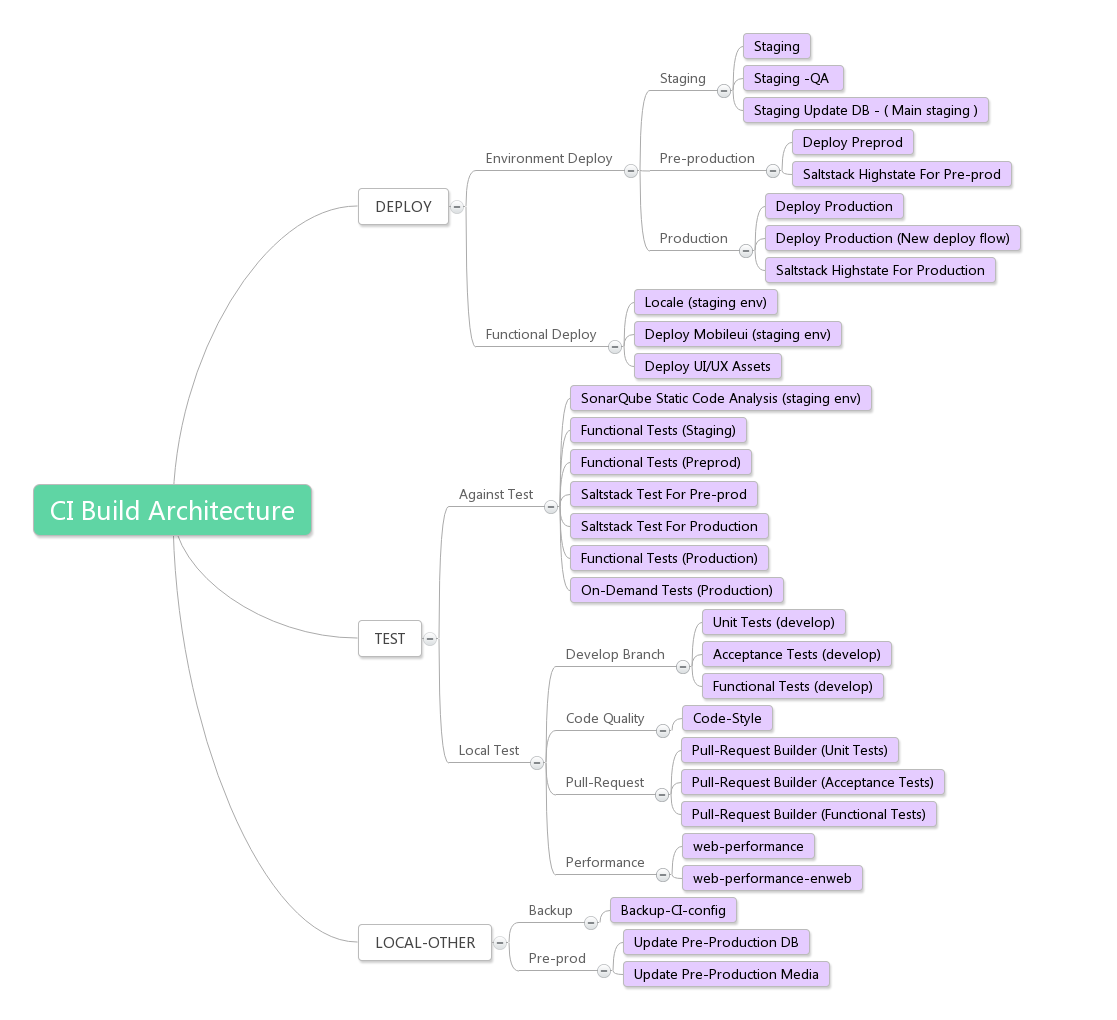 CI Build Architecture
DEPLOY
Environment Deploy
Staging
Staging
Staging -QA
Staging Update DB - ( Main staging )
Pre-production
Deploy Preprod
Saltstack Highstate For Pre-prod
Production
Deploy Production
Deploy Production (New deploy flow)
Saltstack Highstate For Production
Functional Deploy
Locale (staging env)
Deploy Mobileui (staging env)
Deploy UI/UX Assets
TEST
Against Test
SonarQube Static Code Analysis (staging env)
Functional Tests (Staging)
Functional Tests (Preprod)
Saltstack Test For Pre-prod
Saltstack Test For Production
Functional Tests (Production)
On-Demand Tests (Production)
Local Test
Develop Branch
Unit Tests (develop)
Acceptance Tests (develop)
Functional Tests (develop)
Code Quality
Code-Style
Pull-Request
Pull-Request Builder (Unit Tests)
Pull-Request Builder (Acceptance Tests)
Pull-Request Builder (Functional Tests)
Performance
web-performance
web-performance-enweb
LOCAL-OTHER
Backup
Backup-CI-config
Pre-prod
Update Pre-Production DB
Update Pre-Production Media